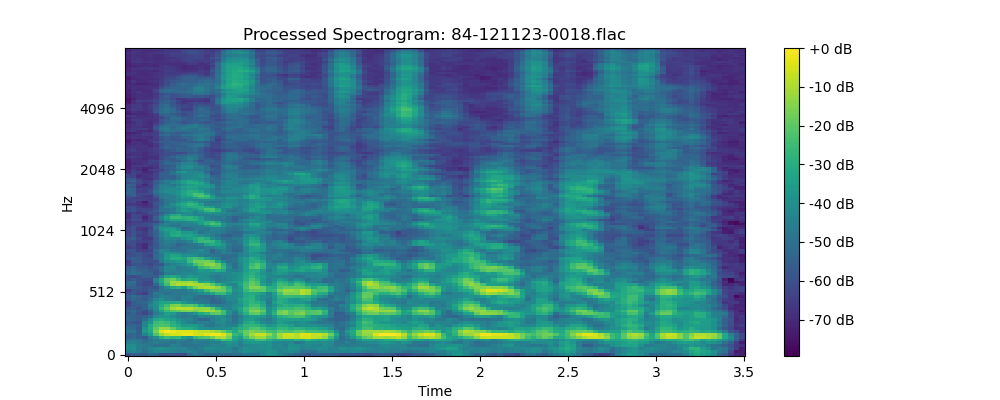 Processed Spectrogram: 84-121123-0018.flac
Hz
4096
2048
1024
512
0
0 0.5 1 1.5 2 2.5 3 3.5
Time
+0 dB
-10 dB
-20 dB
-30 dB
-40 dB
-50 dB
-60 dB
-70 dB